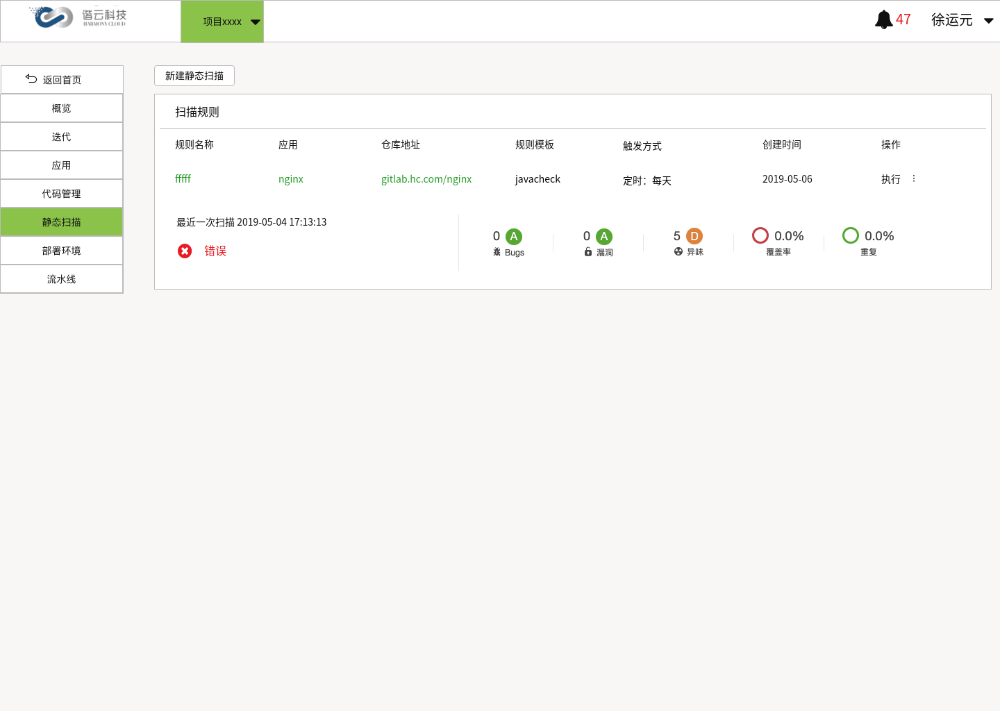 谐云科技
HARMONY CLOUD
项目xxxx
47
徐运元
返回首页
概览
迭代
应用
代码管理
静态扫描
部署环境
流水线
新建静态扫描
扫描规则
规则名称 应用 仓库地址 规则模板 触发方式 创建时间 操作
fffff nginx gitlab.hc.com/nginx javacheck 定时：每天 2019-05-06 执行
最近一次扫描 2019-05-04 17:13:13
错误
0 A 0 A 5 D 0.0% 0.0%
Bugs 漏洞 异味 覆盖率 重复